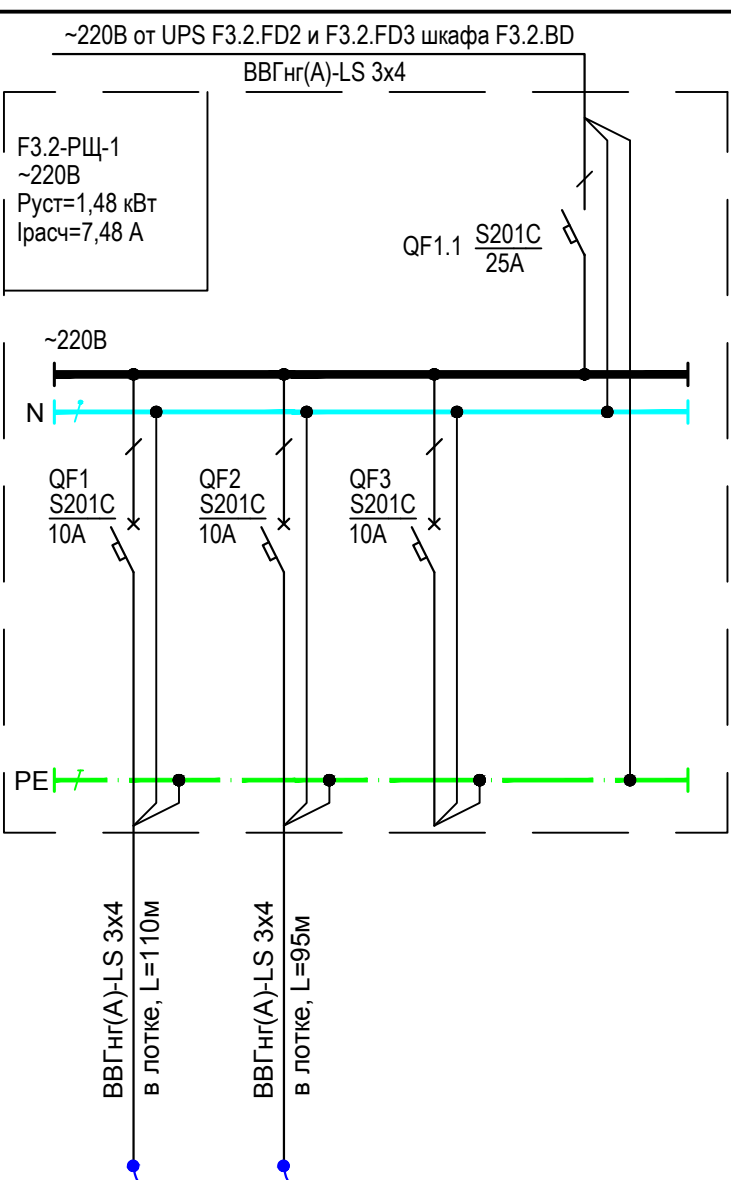 ~220В от UPS F3.2.FD2 и F3.2.FD3 шкафа F3.2.BD
ВВГнг(А)-LS 3х4
F3.2-РЩ-1
~220В
Руст=1,48 кВт
Iрасч=7,48 А
QF1.1 S201C
25А
~220В
N
QF1
S201C
10А
QF2
S201C
10А
QF3
S201C
10А
PE
ВВГнг(А)-LS 3х4
в лотке, L=110м
ВВГнг(А)-LS 3х4
в лотке, L=95м